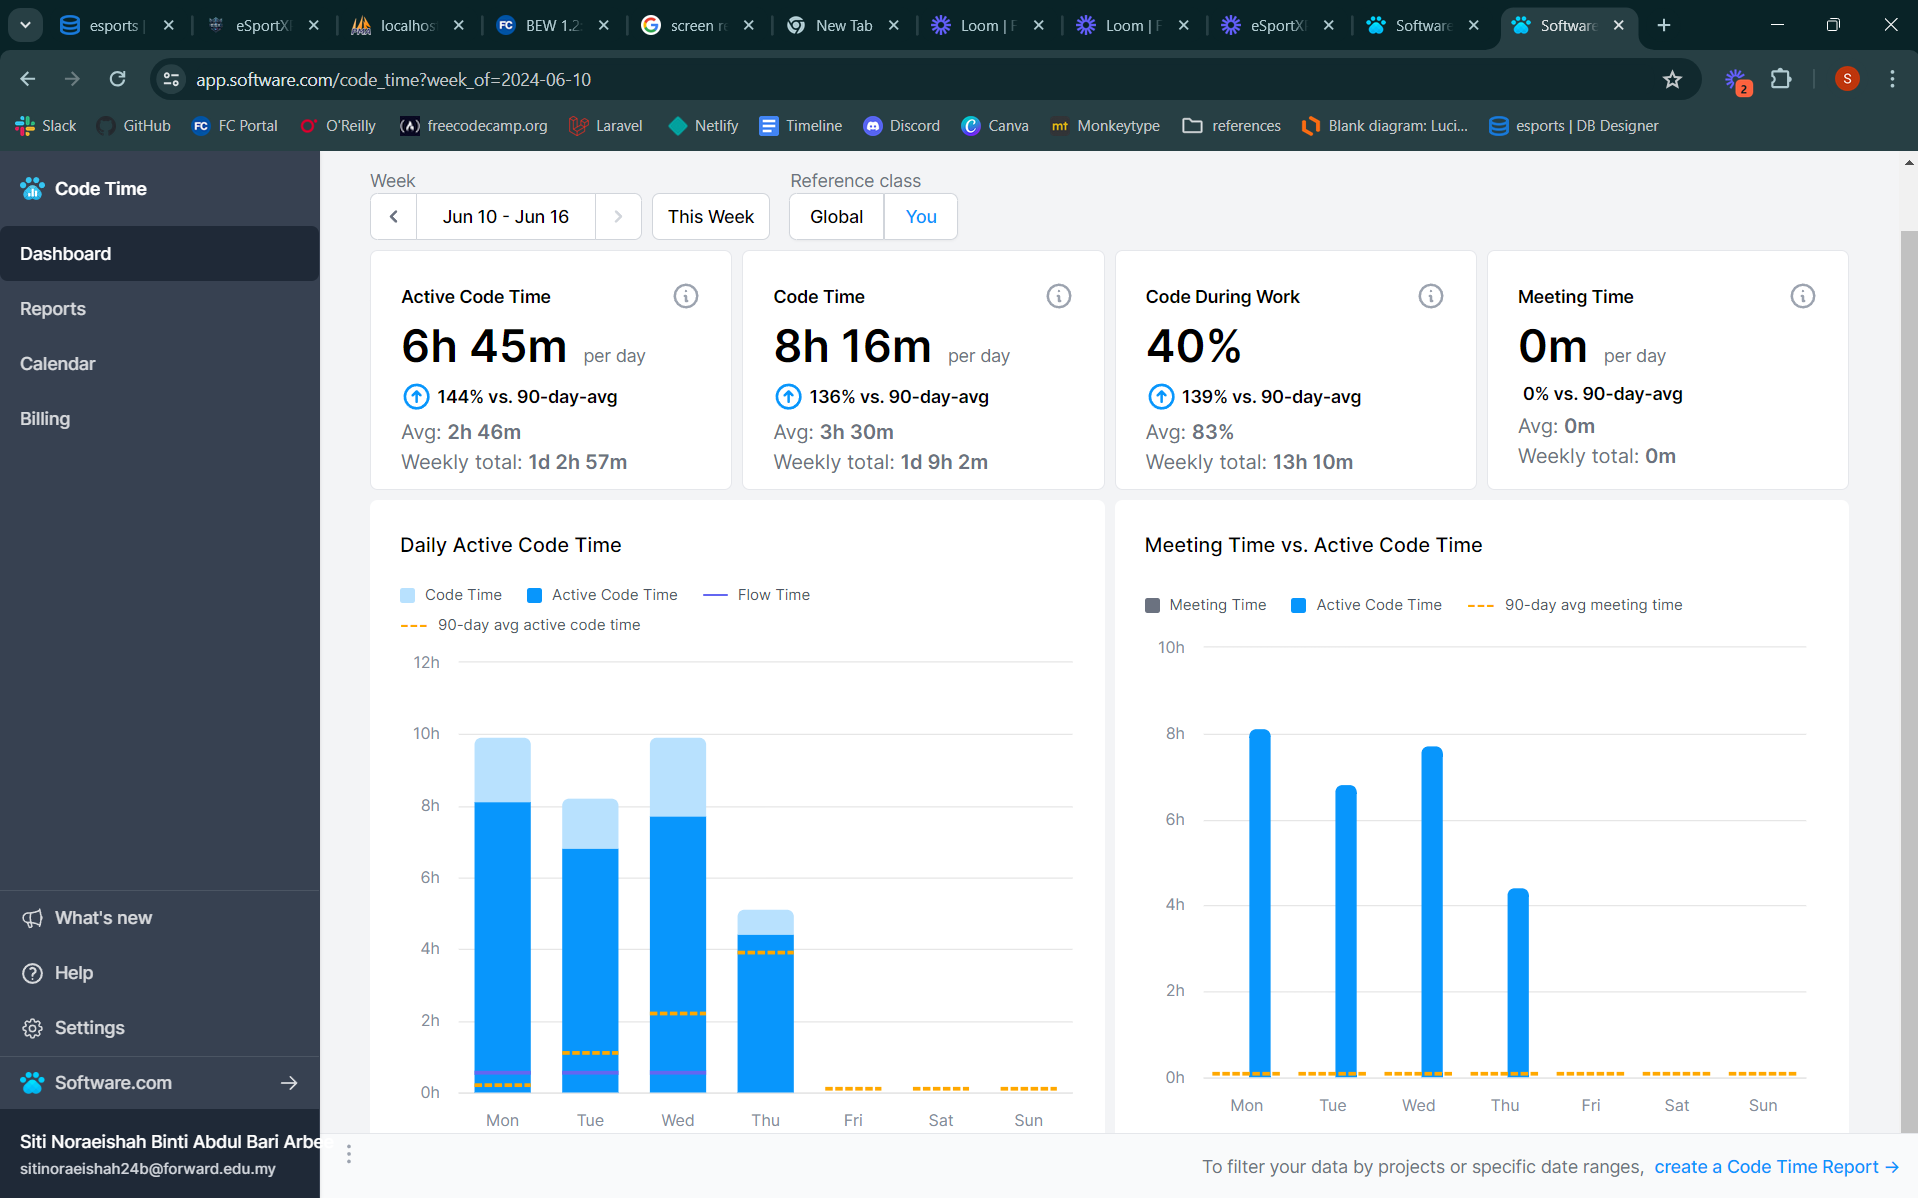 esports |
eSportX
localhos
BEW 1.2
screen re
New Tab
Loom | F
Loom | F
eSportX
Software
Software
app.software.com/code_time?week_of=2024-06-10
2
S
Slack
GitHub
FC Portal
O'Reilly
freecodecamp.org
Laravel
Netlify
Timeline
Discord
Canva
mt Monkeytype
references
Blank diagram: Luci...
esports | DB Designer
Code Time
Dashboard
Reports
Calendar
Billing
What's new
Help
Settings
Software.com
Siti Noraeishah Binti Abdul Bari Arbee
sitinoraeishah24b@forward.edu.my
Week
Reference class
Jun 10 - Jun 16
This Week
Global
You
Active Code Time
6h 45m per day
144% vs. 90-day-avg
Avg: 2h 46m
Weekly total: 1d 2h 57m
Code Time
8h 16m per day
136% vs. 90-day-avg
Avg: 3h 30m
Weekly total: 1d 9h 2m
Code During Work
40%
139% vs. 90-day-avg
Avg: 83%
Weekly total: 13h 10m
Meeting Time
0m per day
0% vs. 90-day-avg
Avg: 0m
Weekly total: 0m
Daily Active Code Time
Code Time
Active Code Time
Flow Time
90-day avg active code time
12h
10h
8h
6h
4h
2h
0h
Mon Tue Wed Thu Fri Sat Sun
Meeting Time vs. Active Code Time
Meeting Time
Active Code Time
90-day avg meeting time
10h
8h
6h
4h
2h
0h
Mon Tue Wed Thu Fri Sat Sun
To filter your data by projects or specific date ranges, create a Code Time Report →